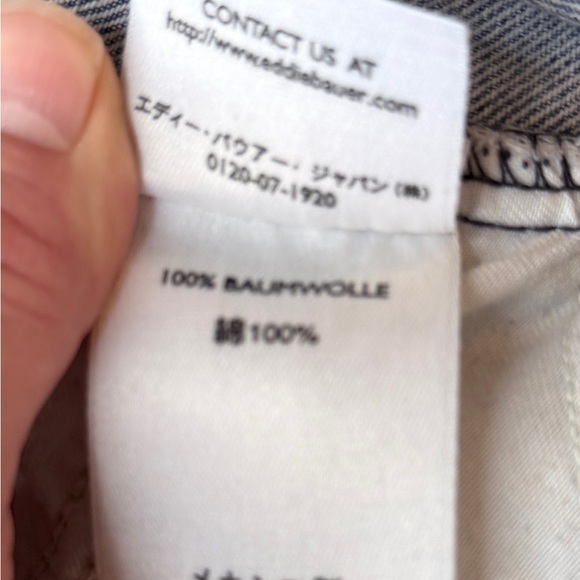 CONTACT US AT
http://www.eddiebauer.com
エディー・バウアー・ジャパン(株)
0120-07-1920
100% BAUMWOLLE
綿100%